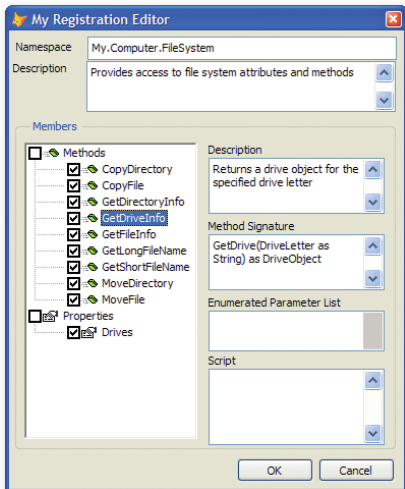 My Registration Editor
Namespace
My.Computer.FileSystem
Description
Provides access to file system attributes and methods
Members
Methods
CopyDirectory
CopyFile
GetDirectoryInfo
GetDriveInfo
GetFileInfo
GetLongFileName
GetShortFileName
MoveDirectory
MoveFile
Properties
Drives
Description
Returns a drive object for the
specified drive letter
Method Signature
GetDrive(DriveLetter as
String) as DriveObject
Enumerated Parameter List
Script
OK
Cancel